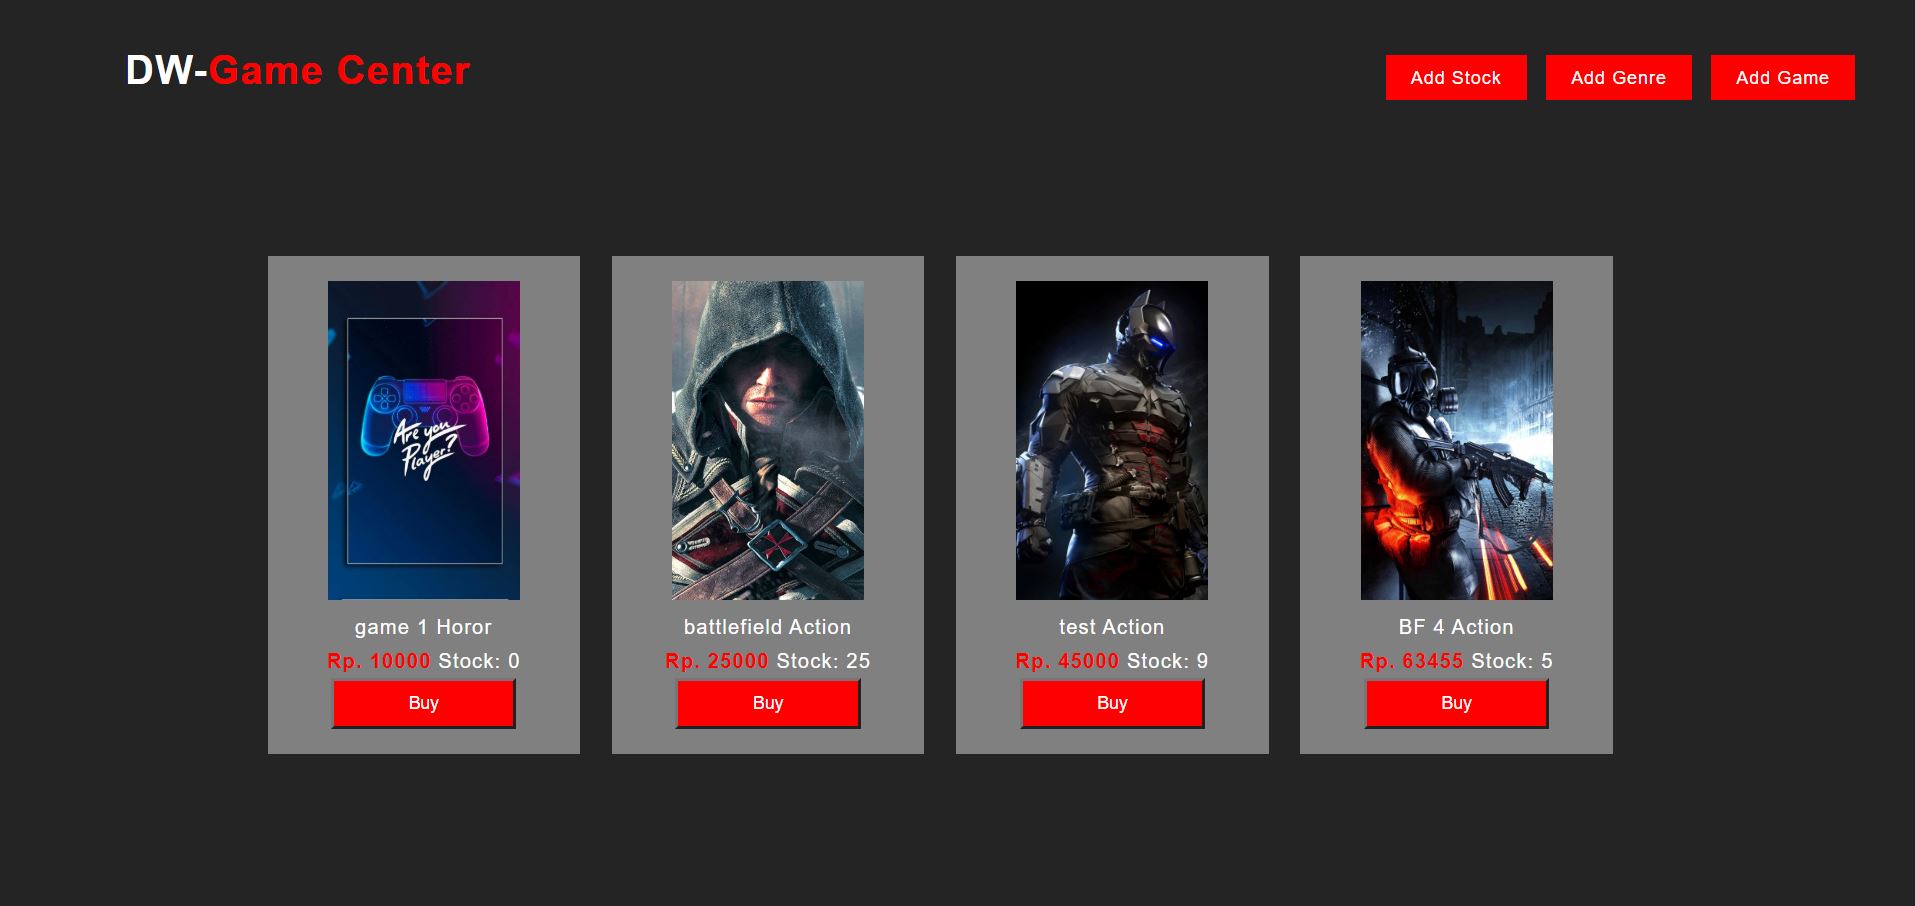 DW-Game Center
Add Stock
Add Genre
Add Game
Are you
Player?
game 1 Horor
Rp. 10000 Stock: 0
Buy
battlefield Action
Rp. 25000 Stock: 25
Buy
test Action
Rp. 45000 Stock: 9
Buy
BF 4 Action
Rp. 63455 Stock: 5
Buy